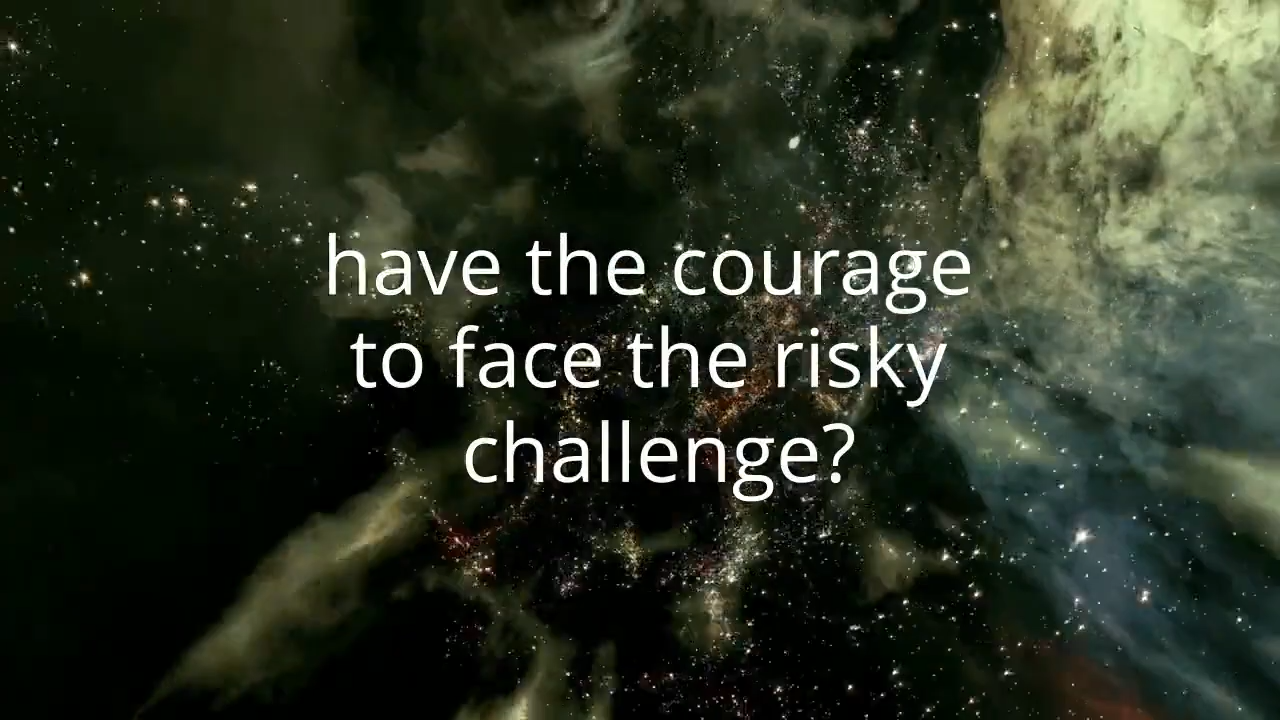 have the courage
to face the risky
challenge?